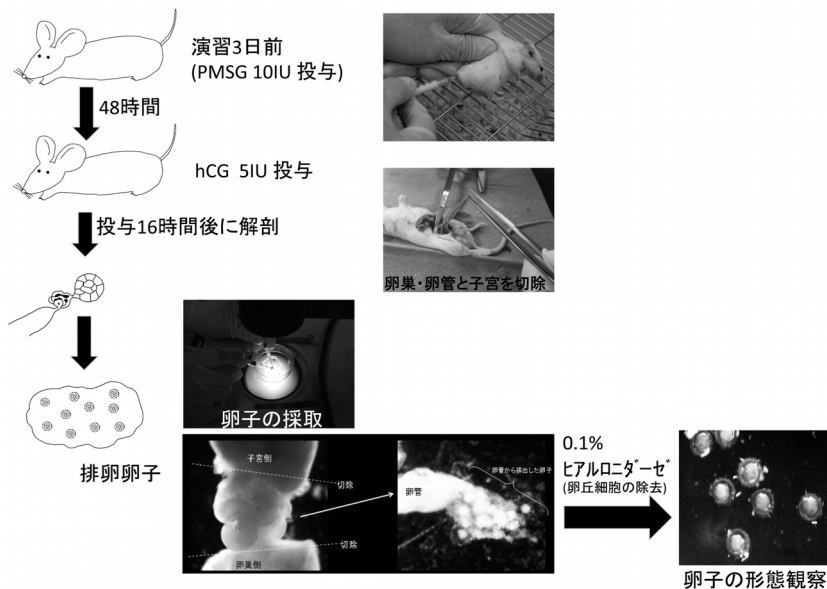 演習3日前
(PMSG 10IU 投与)
48時間
hCG 5IU 投与
投与16時間後に解剖
卵巣・卵管と子宮を切除
卵子の採取
排卵卵子
子宮側
切除
切除
卵巣側
卵管
卵管から排出した卵子
0.1%
ヒアルロニダーゼ
(卵丘細胞の除去)
卵子の形態観察